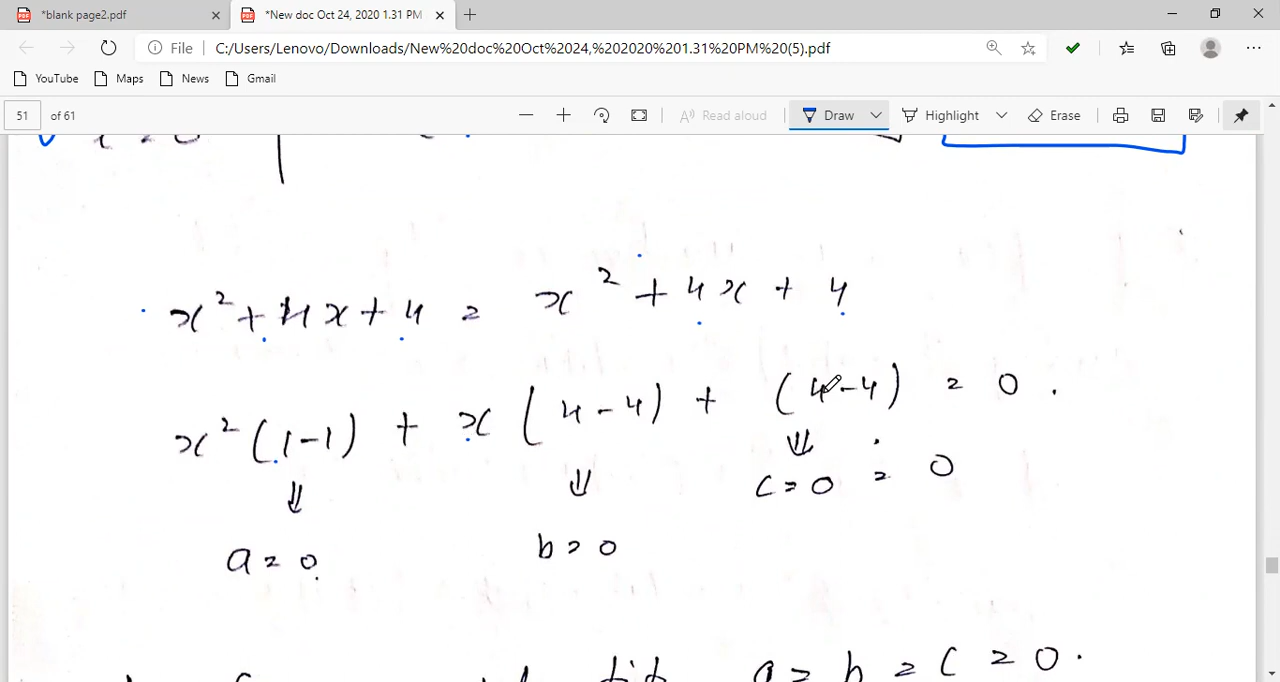 *blank page2.pdf
*New doc Oct 24, 2020 1.31 PM
File C:/Users/Lenovo/Downloads/New%20doc%20Oct%2024,%202020%201.31%20PM%20(5).pdf
YouTube Maps News Gmail
51 of 61 Read aloud Draw Highlight Erase
x² + 4x + 4 = x² + 4x + 4
x² (1-1) + x (4-4) + (4-4) = 0 .
⇓ ⇓ ⇓
c = 0 = 0
a = 0 b = 0
a = b = c = 0 .